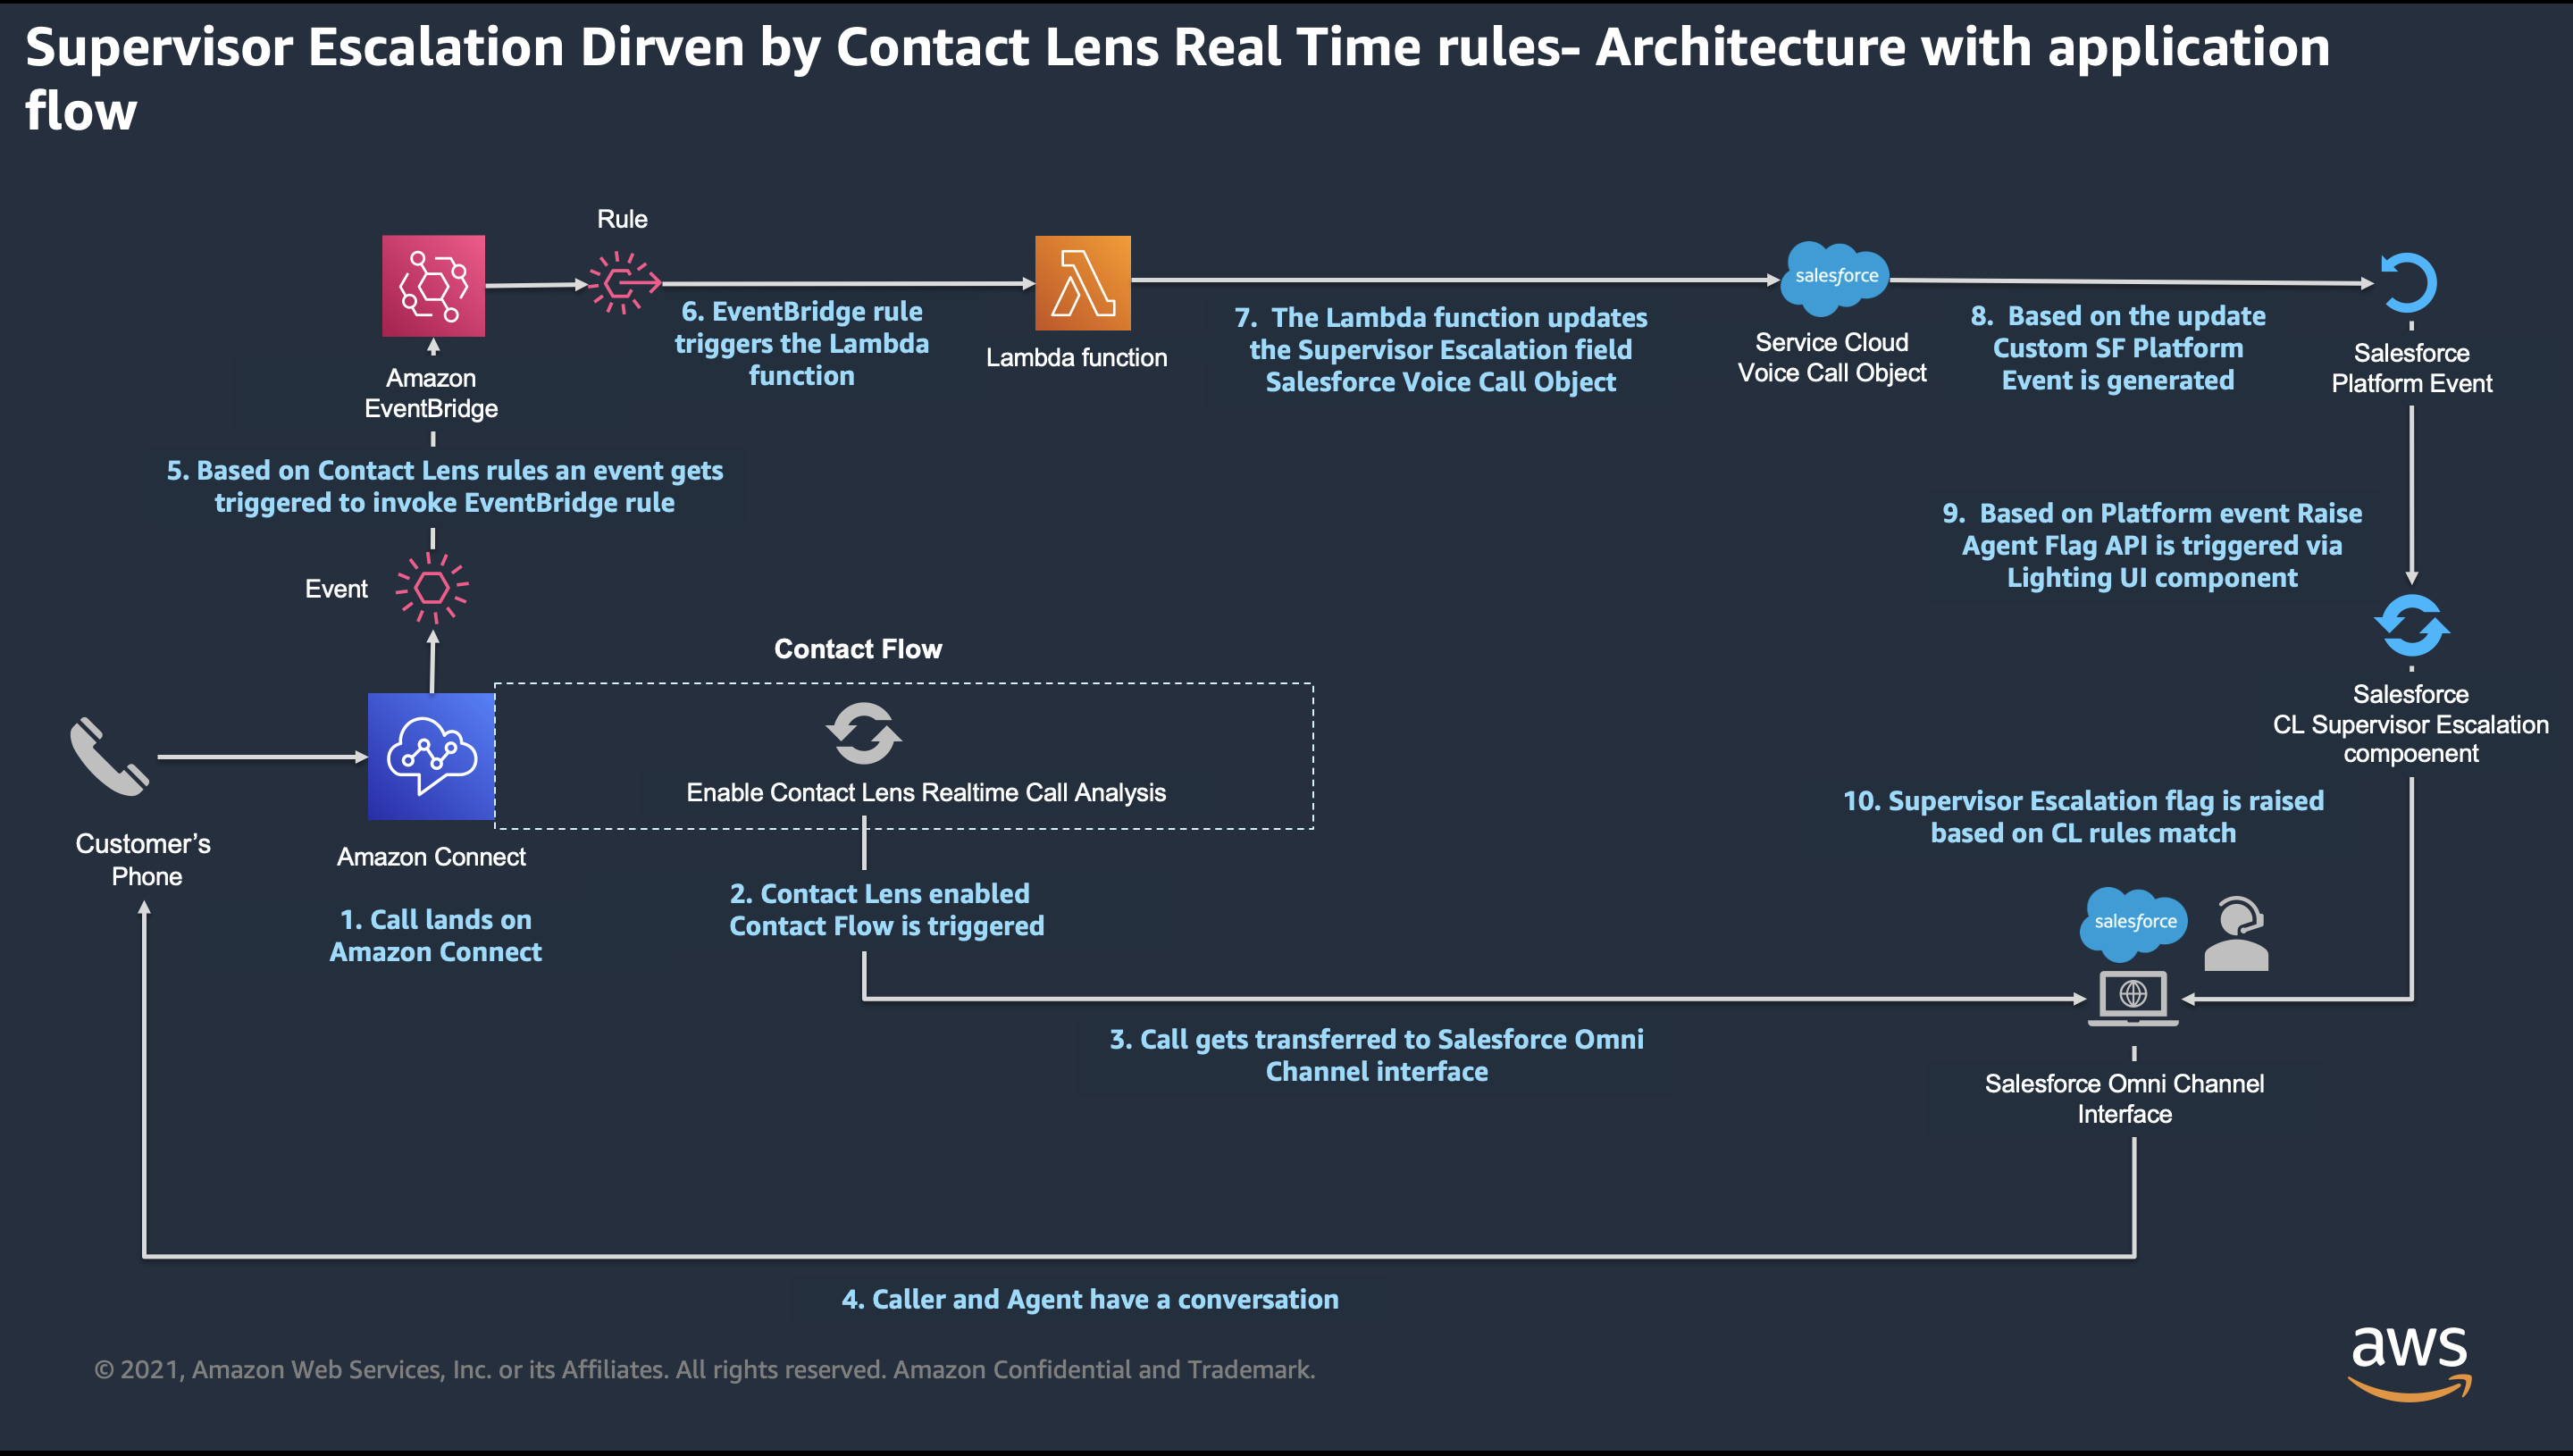 Supervisor Escalation Dirven by Contact Lens Real Time rules- Architecture with application
flow
Rule
6. EventBridge rule
triggers the Lambda
function
Lambda function
7. The Lambda function updates
the Supervisor Escalation field
Salesforce Voice Call Object
salesforce
Service Cloud
Voice Call Object
8. Based on the update
Custom SF Platform
Event is generated
Salesforce
Platform Event
Amazon
EventBridge
5. Based on Contact Lens rules an event gets
triggered to invoke EventBridge rule
Event
9. Based on Platform event Raise
Agent Flag API is triggered via
Lighting UI component
Contact Flow
Enable Contact Lens Realtime Call Analysis
Salesforce
CL Supervisor Escalation
compoenent
Customer’s
Phone
Amazon Connect
1. Call lands on
Amazon Connect
2. Contact Lens enabled
Contact Flow is triggered
10. Supervisor Escalation flag is raised
based on CL rules match
salesforce
3. Call gets transferred to Salesforce Omni
Channel interface
Salesforce Omni Channel
Interface
4. Caller and Agent have a conversation
© 2021, Amazon Web Services, Inc. or its Affiliates. All rights reserved. Amazon Confidential and Trademark.
aws